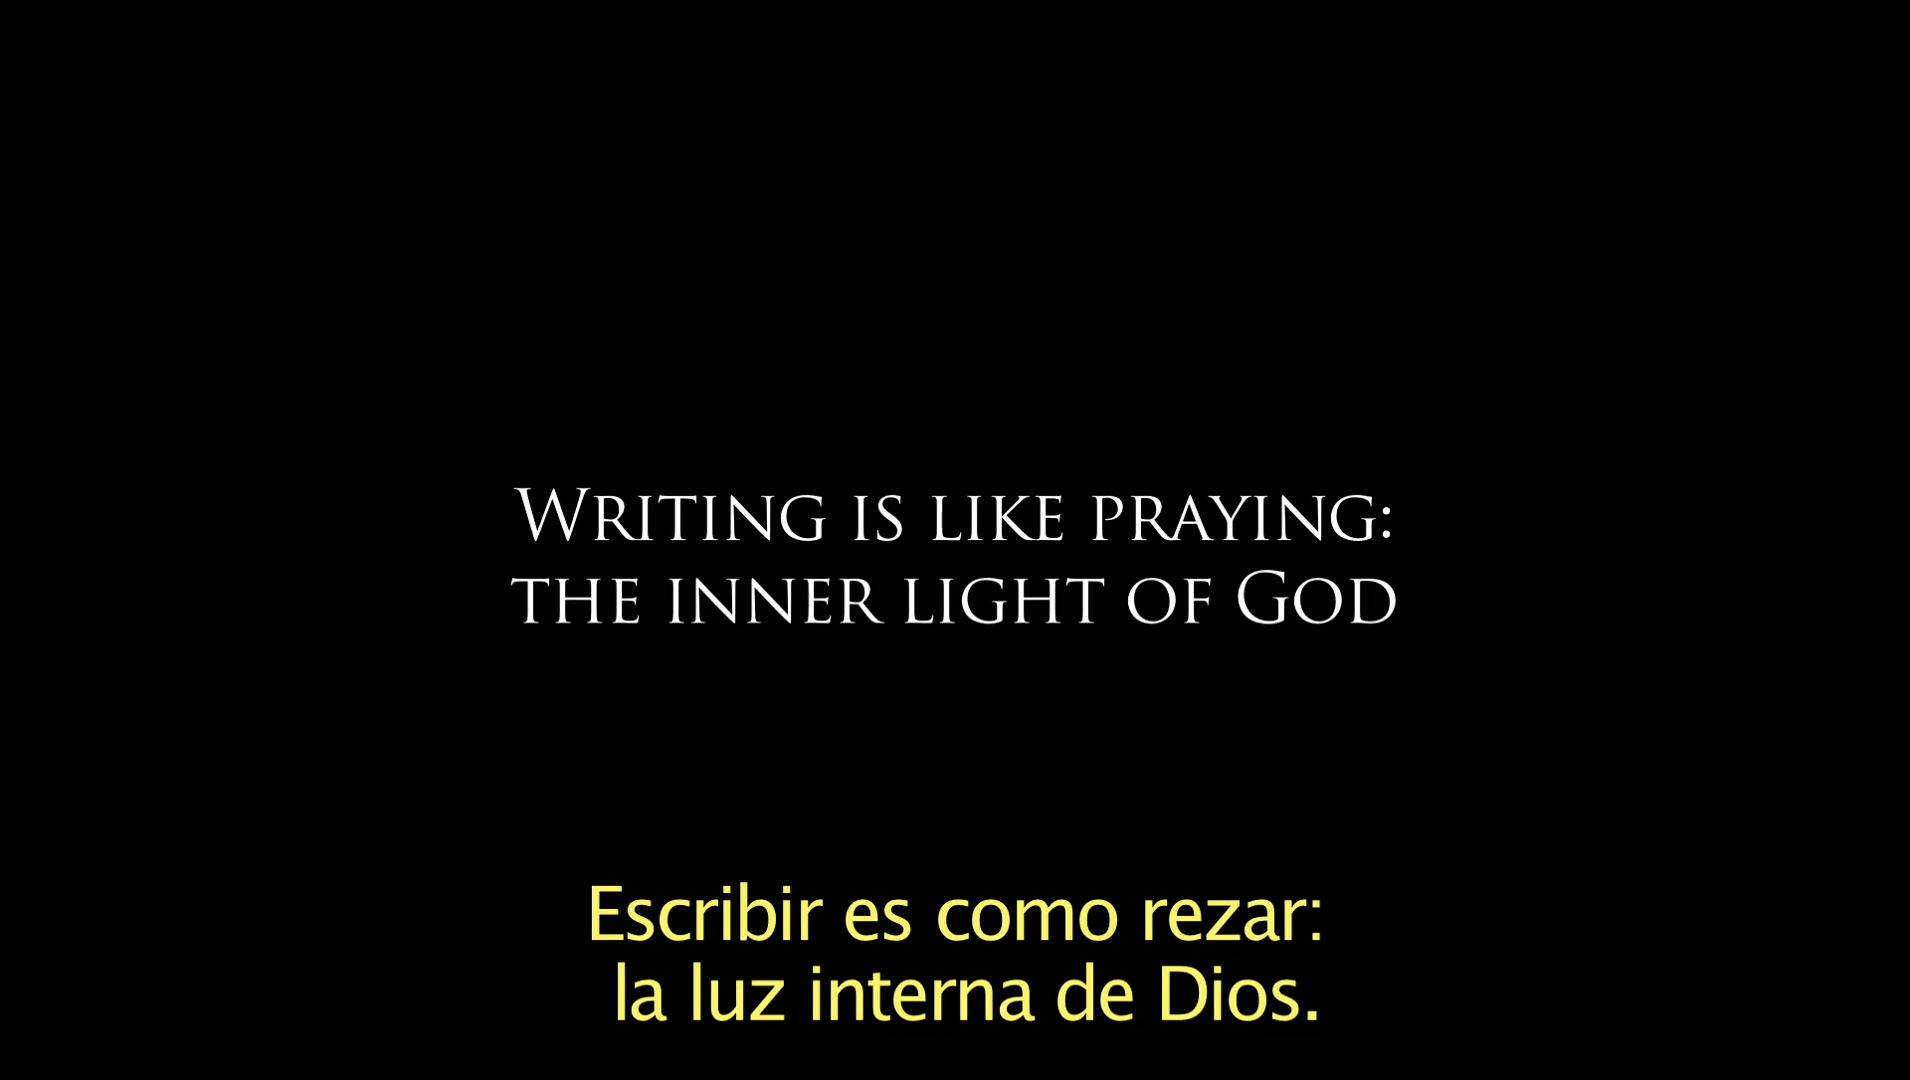 Writing is like praying:
the inner light of God
Escribir es como rezar:
la luz interna de Dios.